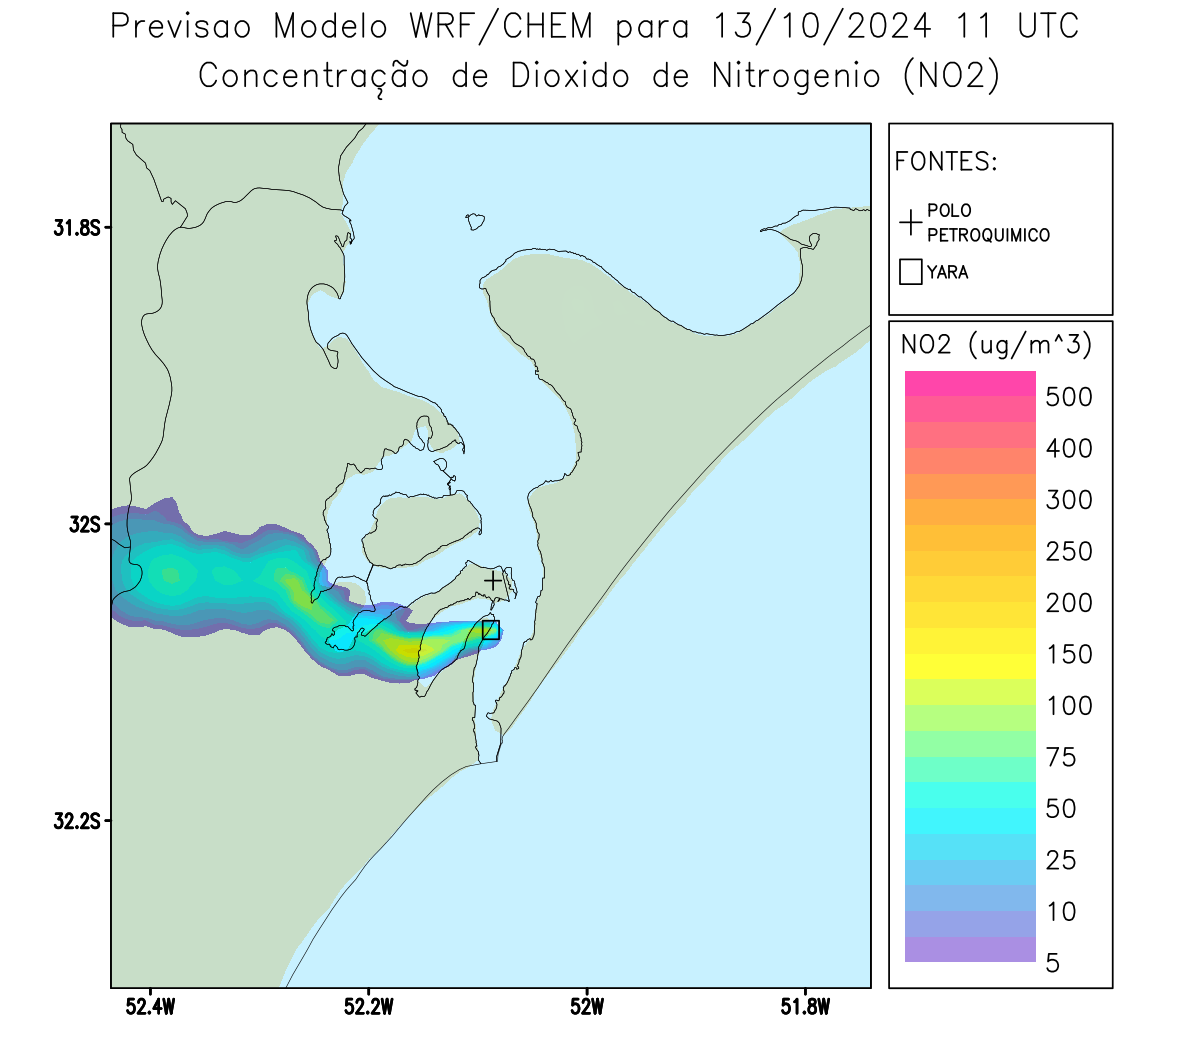 Previsao Modelo WRF/CHEM para 13/10/2024 11 UTC
Concentração de Dioxido de Nitrogenio (NO2)
FONTES:
POLO
PETROQUIMICO
YARA
NO2 (ug/m^3)
500
400
300
250
200
150
100
75
50
25
10
5
31.8S
32S
32.2S
52.4W 52.2W 52W 51.8W